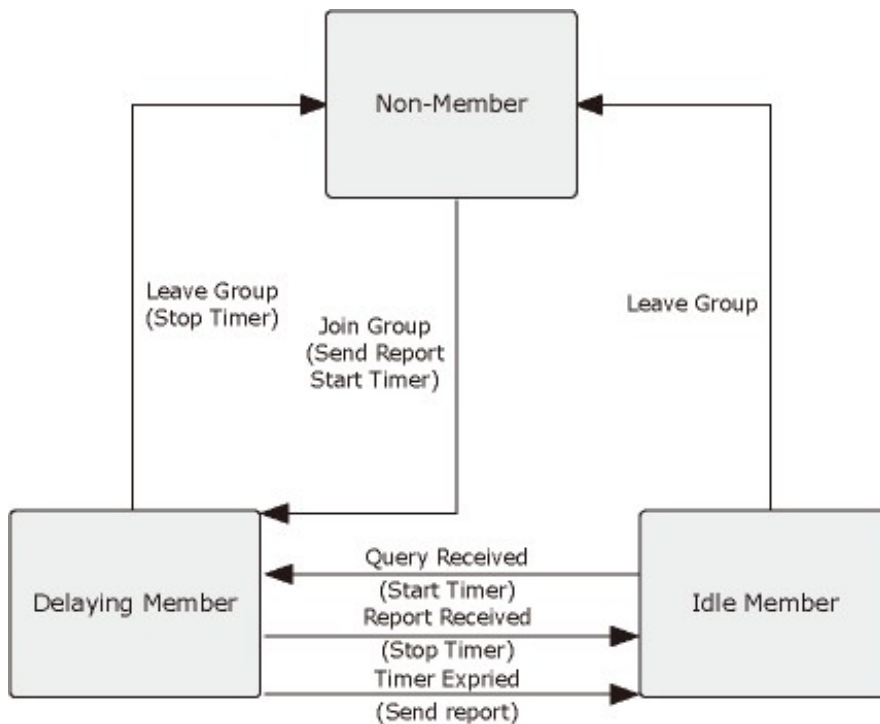 Non-Member
Leave Group
(Stop Timer)
Join Group
(Send Report
Start Timer)
Leave Group
Delaying Member
Query Received
(Start Timer)
Report Received
(Stop Timer)
Timer Expried
(Send report)
Idle Member